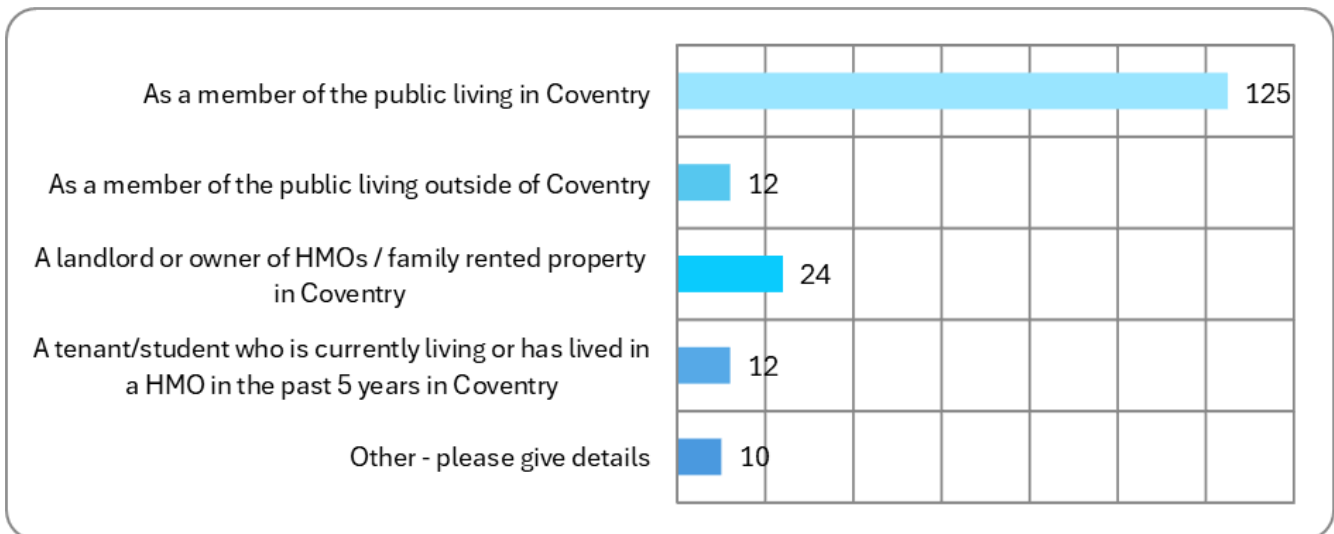 As a member of the public living in Coventry
125
As a member of the public living outside of Coventry
12
A landlord or owner of HMOs / family rented property
in Coventry
24
A tenant/student who is currently living or has lived in
a HMO in the past 5 years in Coventry
12
Other - please give details
10